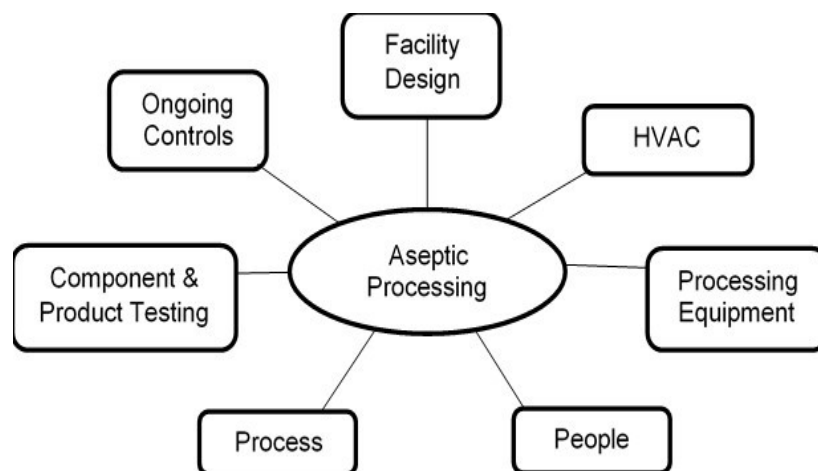 Facility
Design
Ongoing
Controls
HVAC
Aseptic
Processing
Component &
Product Testing
Processing
Equipment
Process
People